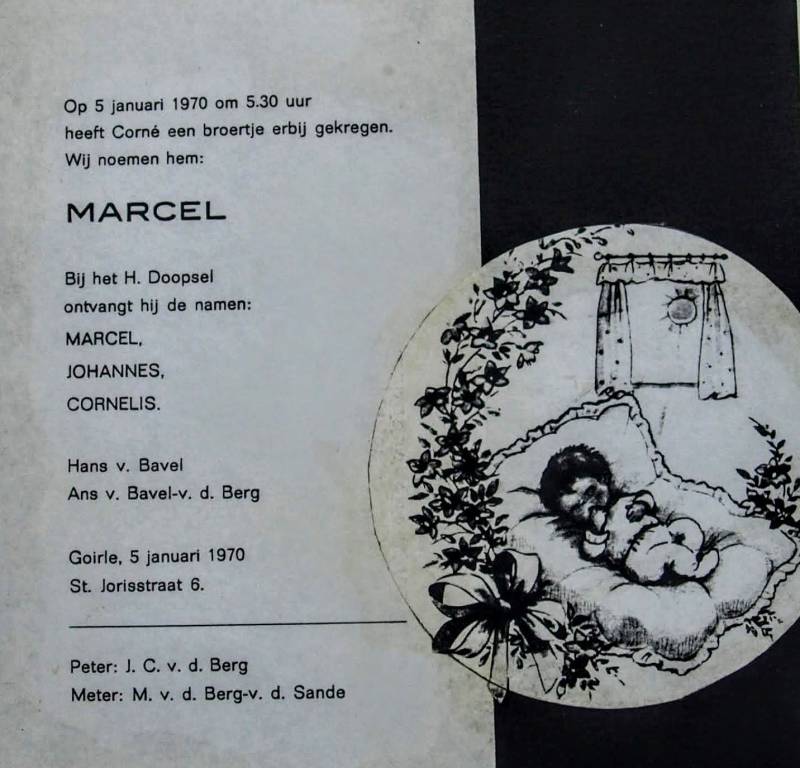 Op 5 januari 1970 om 5.30 uur
heeft Corné een broertje erbij gekregen.
Wij noemen hem:
MARCEL
Bij het H. Doopsel
ontvangt hij de namen:
MARCEL,
JOHANNES,
CORNELIS.
Hans v. Bavel
Ans v. Bavel-v. d. Berg
Goirle, 5 januari 1970
St. Jorisstraat 6.
Peter: J. C. v. d. Berg
Meter: M. v. d. Berg-v. d. Sande